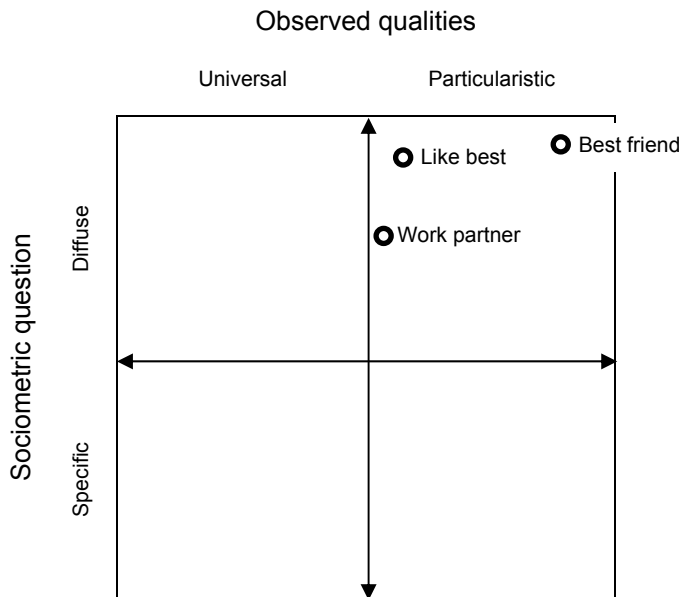 Observed qualities
Universal Particularistic
Like best
Best friend
Work partner
Sociometric question
Diffuse
Specific